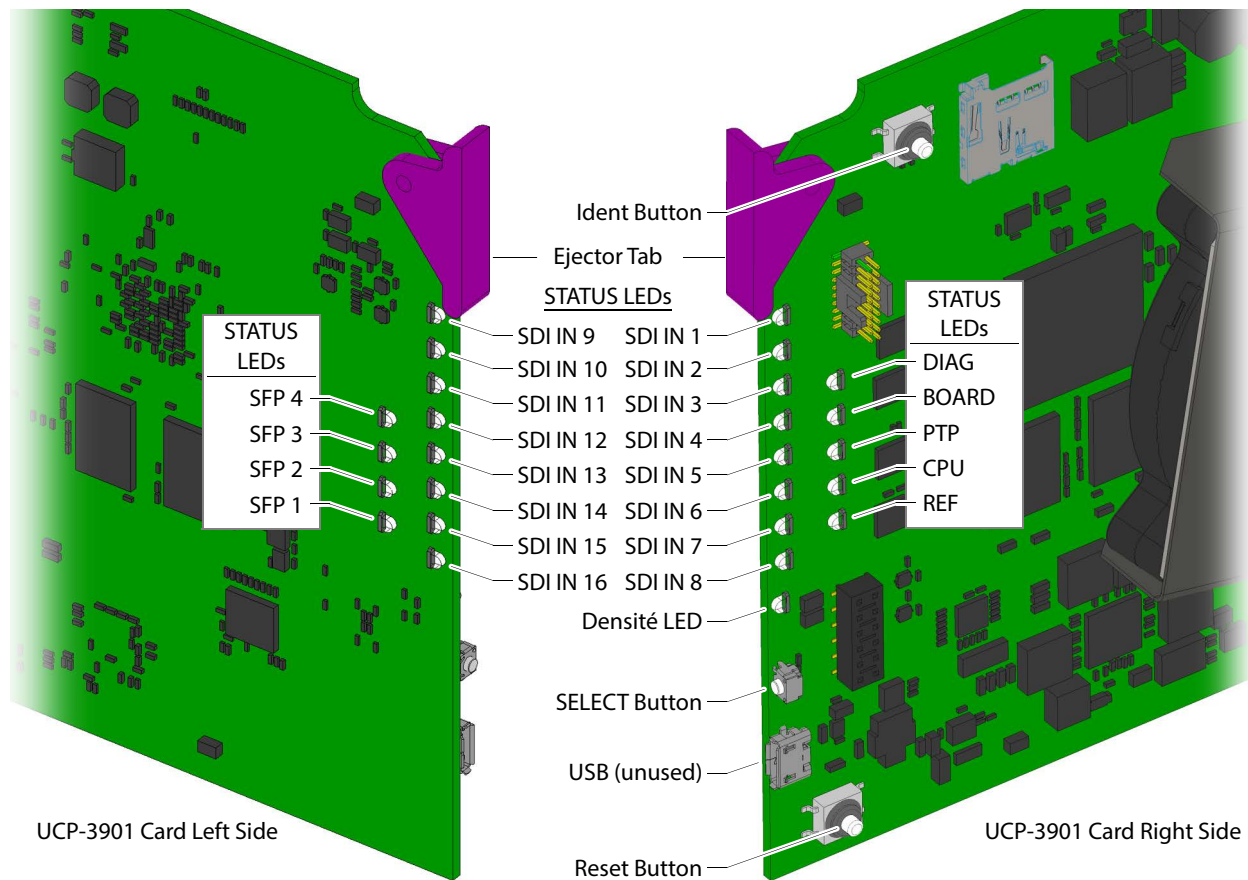 Ident Button
Ejector Tab
STATUS LEDs
SDI IN 9 SDI IN 1
SDI IN 10 SDI IN 2
SDI IN 11 SDI IN 3
SDI IN 12 SDI IN 4
SDI IN 13 SDI IN 5
SDI IN 14 SDI IN 6
SDI IN 15 SDI IN 7
SDI IN 16 SDI IN 8
STATUS
LEDs
SFP 4
SFP 3
SFP 2
SFP 1
STATUS
LEDs
DIAG
BOARD
PTP
CPU
REF
Densité LED
SELECT Button
USB (unused)
Reset Button
UCP-3901 Card Left Side
UCP-3901 Card Right Side